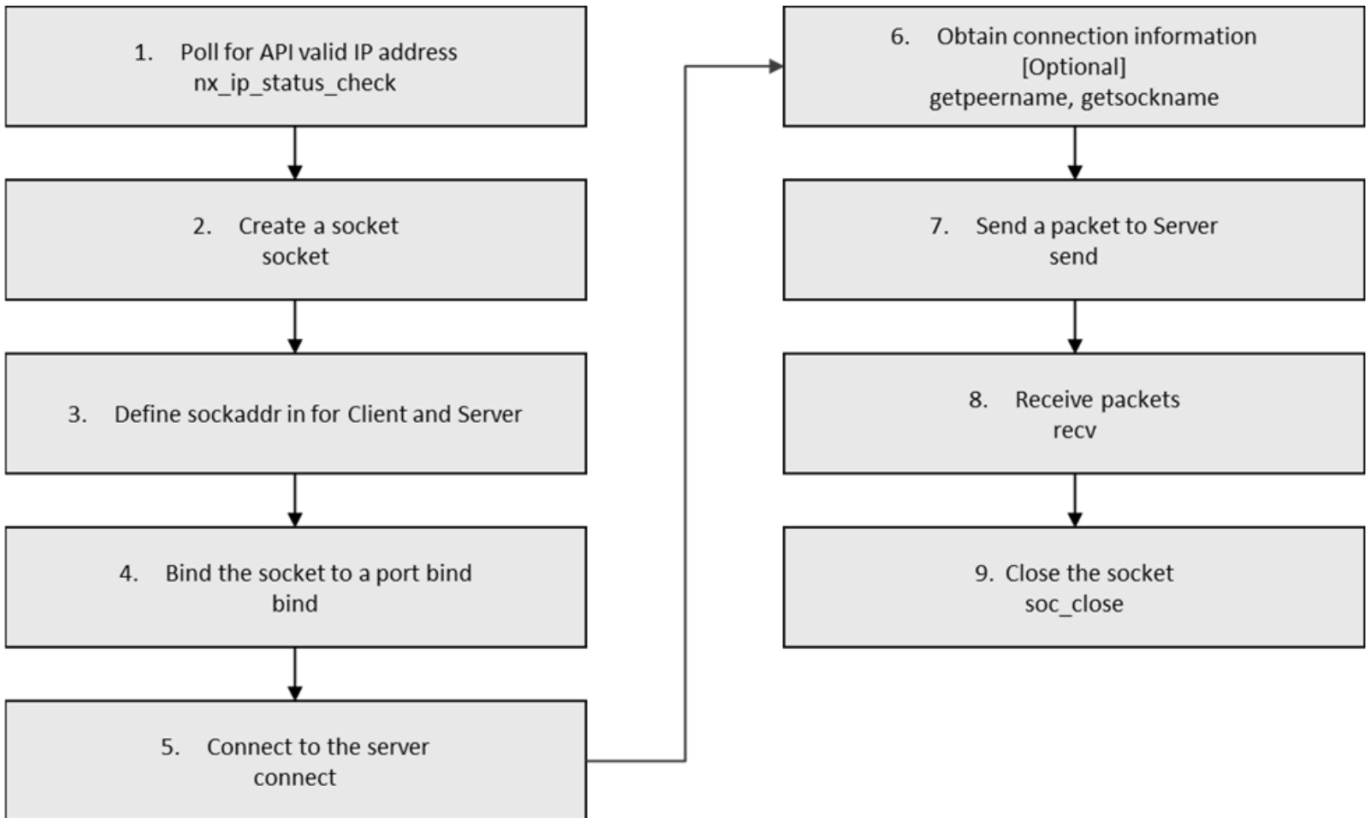 1. Poll for API valid IP address
nx_ip_status_check
2. Create a socket
socket
3. Define sockaddr in for Client and Server
4. Bind the socket to a port bind
bind
5. Connect to the server
connect
6. Obtain connection information
[Optional]
getpeername, getsockname
7. Send a packet to Server
send
8. Receive packets
recv
9. Close the socket
soc_close